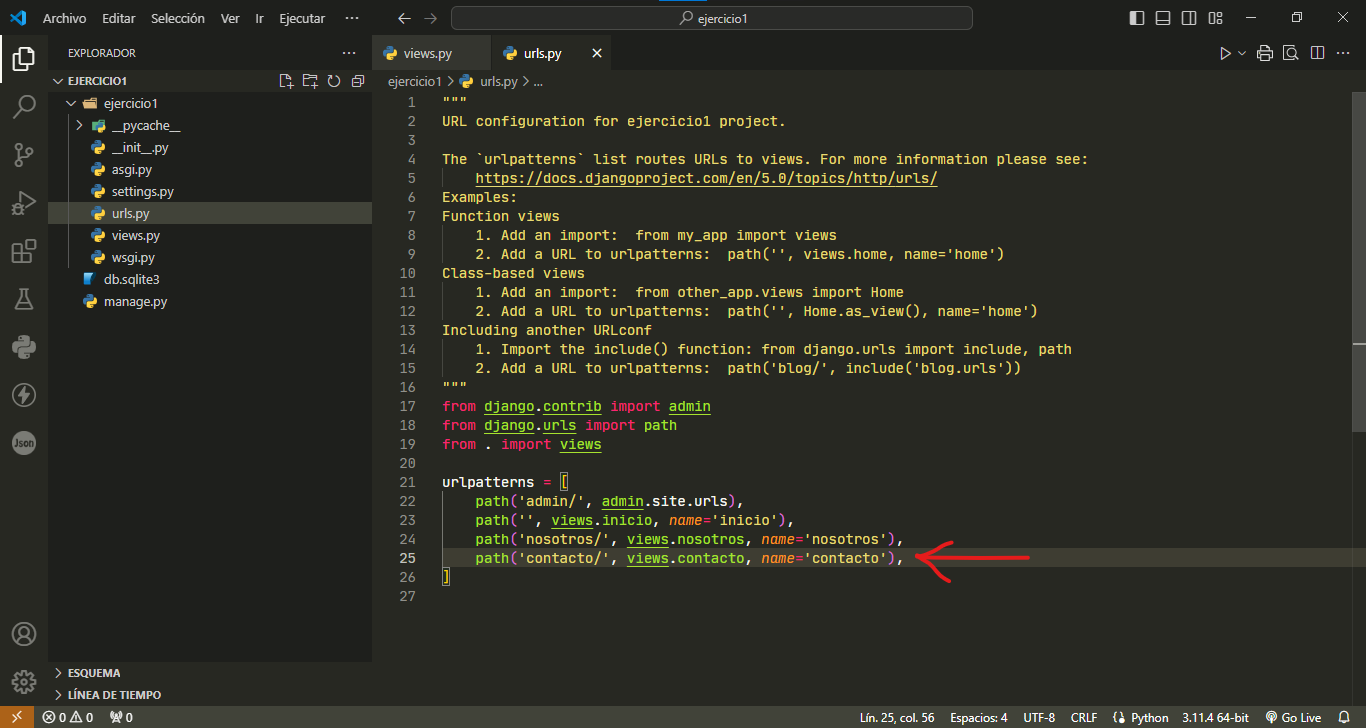 Archivo Editar Selección Ver Ir Ejecutar ··· ejercicio1
EXPLORADOR ···
EJERCICIO1
ejercicio1
__pycache__
__init__.py
asgi.py
settings.py
urls.py
views.py
wsgi.py
db.sqlite3
manage.py
ESQUEMA
LÍNEA DE TIEMPO
Json
views.py urls.py
ejercicio1 > urls.py > ...
1 """
2 URL configuration for ejercicio1 project.
3
4 The `urlpatterns` list routes URLs to views. For more information please see:
5     https://docs.djangoproject.com/en/5.0/topics/http/urls/
6 Examples:
7 Function views
8     1. Add an import:  from my_app import views
9     2. Add a URL to urlpatterns:  path('', views.home, name='home')
10 Class-based views
11     1. Add an import:  from other_app.views import Home
12     2. Add a URL to urlpatterns:  path('', Home.as_view(), name='home')
13 Including another URLconf
14     1. Import the include() function: from django.urls import include, path
15     2. Add a URL to urlpatterns:  path('blog/', include('blog.urls'))
16 """
17 from django.contrib import admin
18 from django.urls import path
19 from . import views
20
21 urlpatterns = [
22     path('admin/', admin.site.urls),
23     path('', views.inicio, name='inicio'),
24     path('nosotros/', views.nosotros, name='nosotros'),
25     path('contacto/', views.contacto, name='contacto'),
26 ]
27
0 0 0 Lín. 25, col. 56 Espacios: 4 UTF-8 CRLF Python 3.11.4 64-bit Go Live